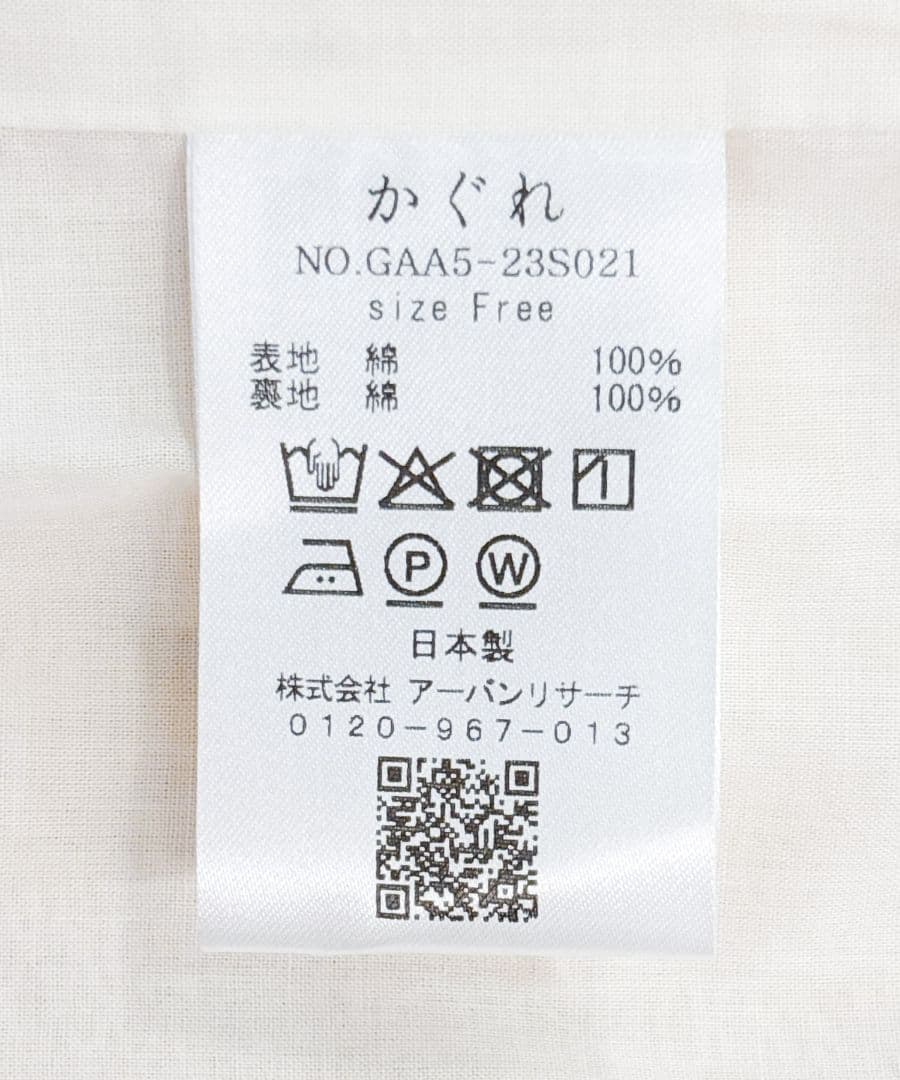 かぐれ
NO.GAA5-23S021
size Free
表地 綿 100%
裏地 綿 100%
P W
日本製
株式会社 アーバンリサーチ
0120-967-013